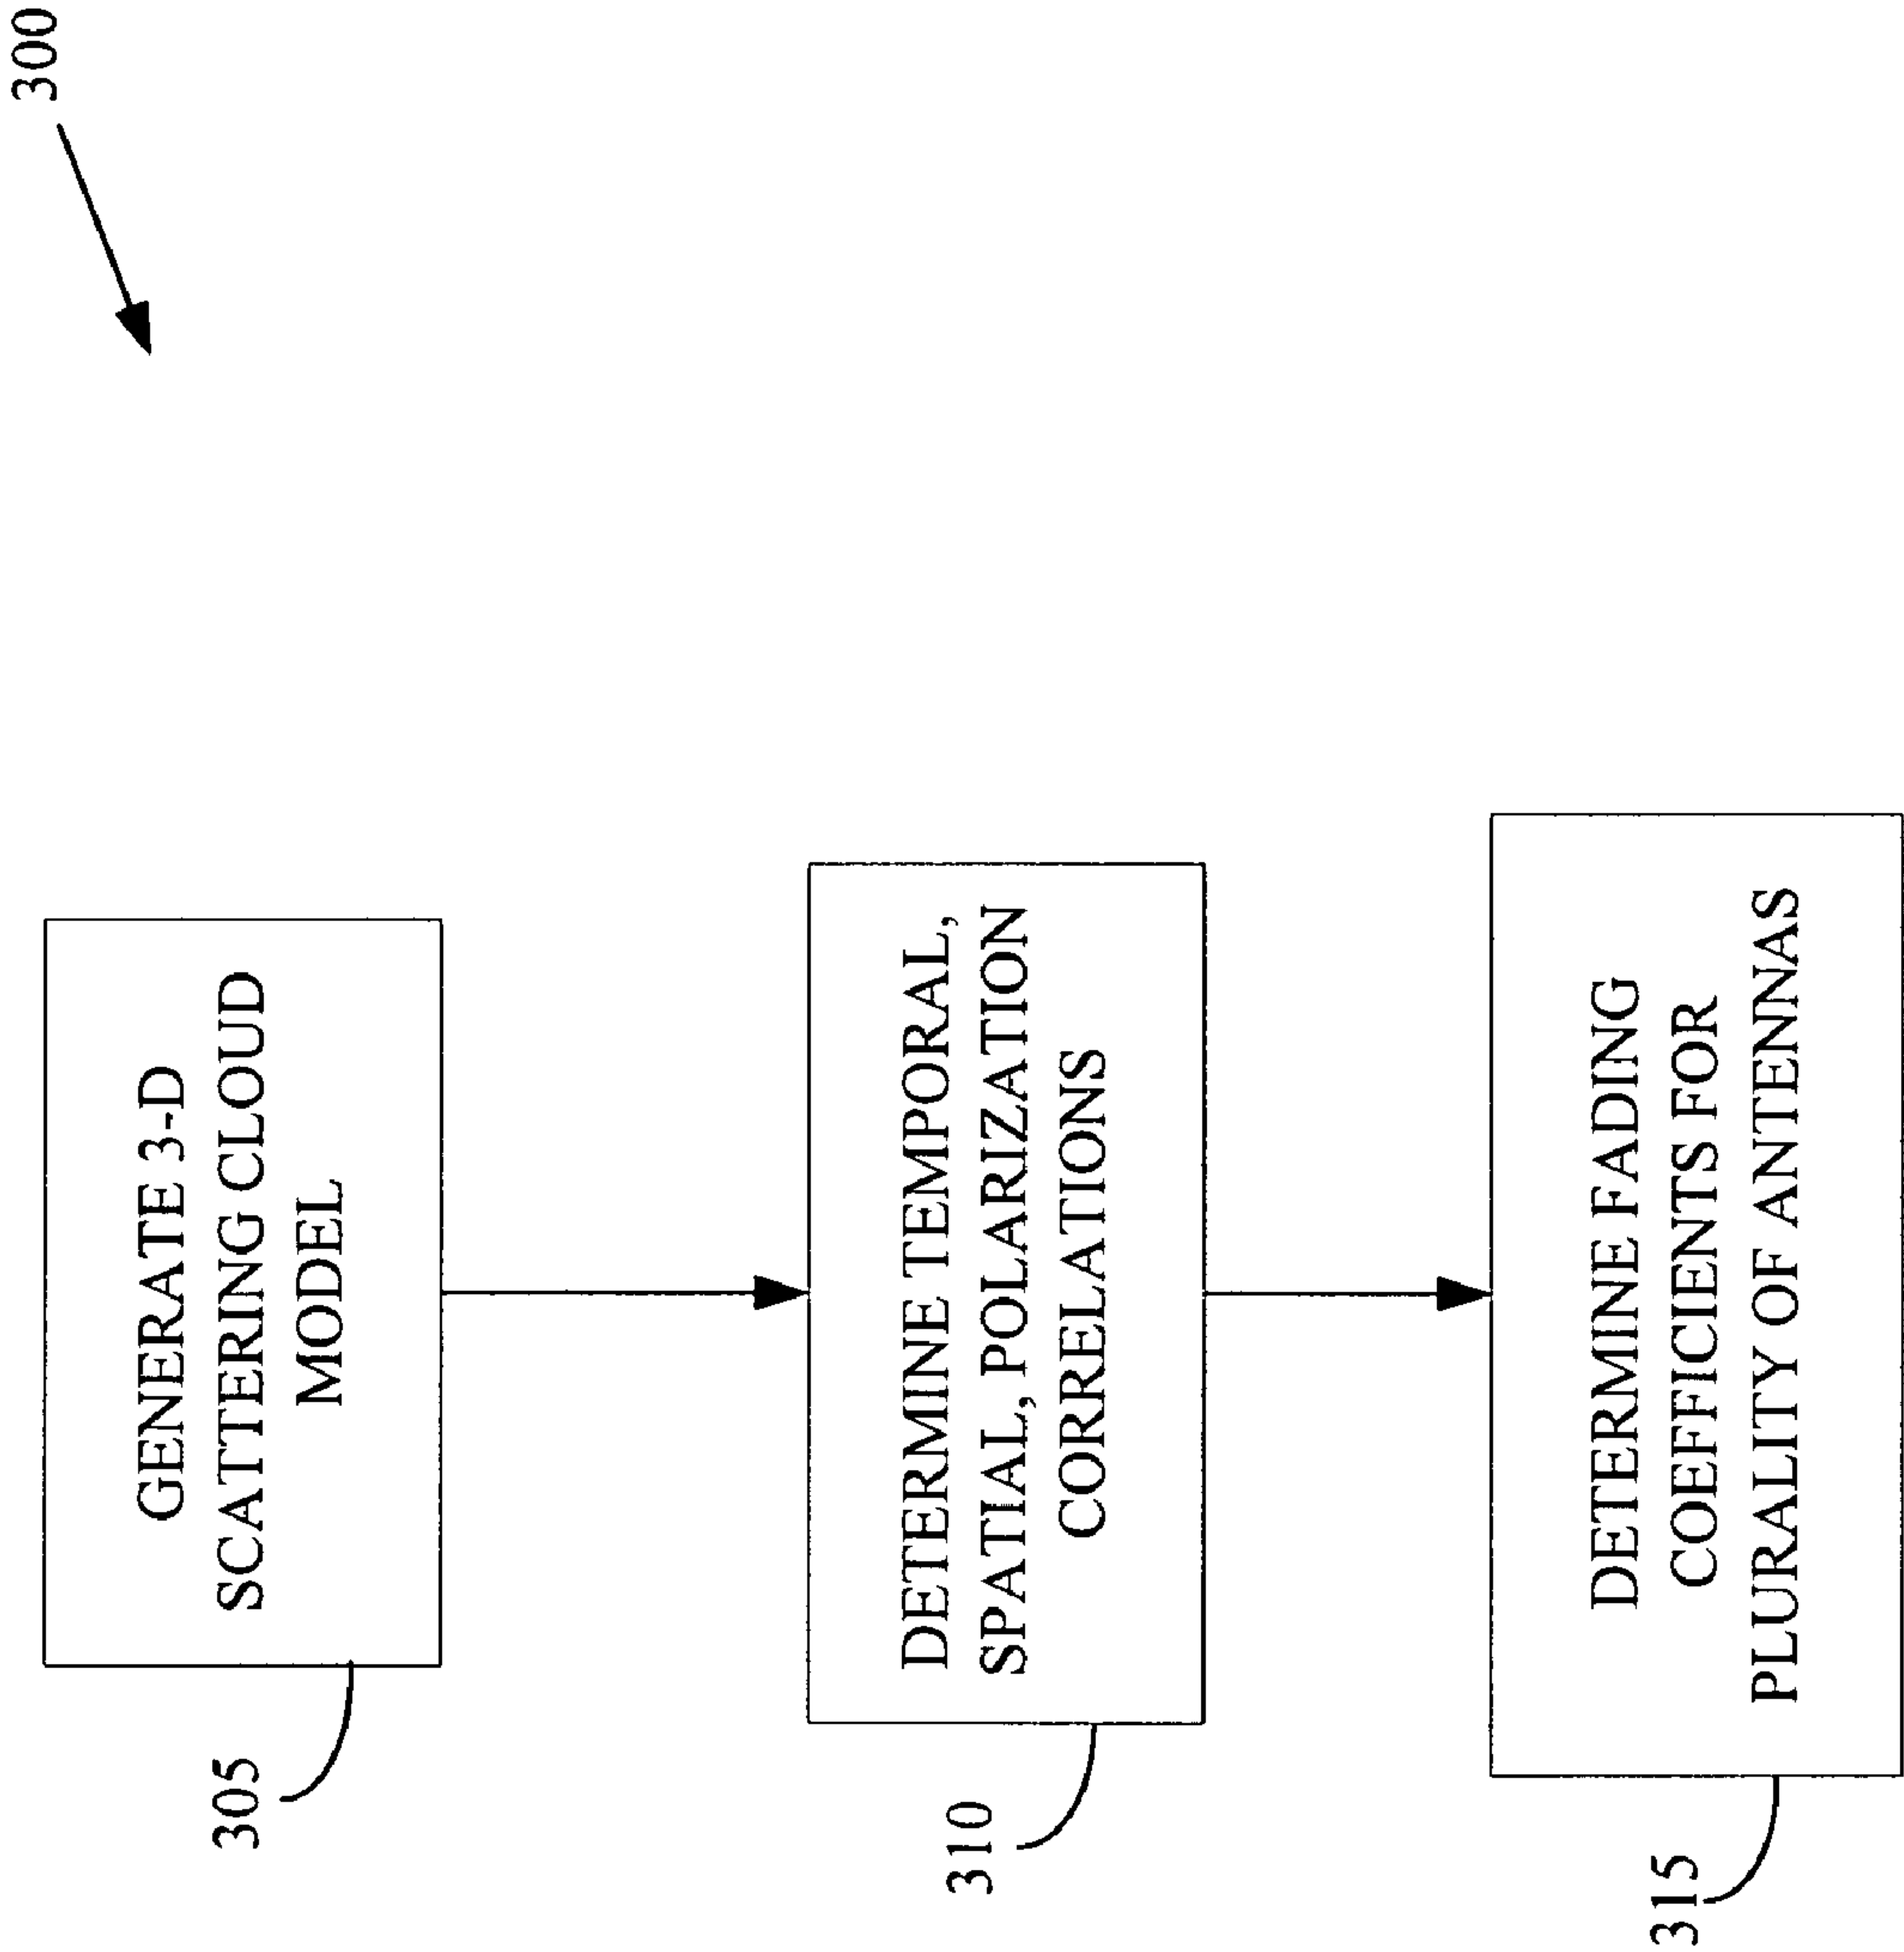 300
305
GENERATE 3-D
SCATTERING CLOUD
MODEL
310
DETERMINE TEMPORAL,
SPATIAL, POLARIZATION
CORRELATIONS
315
DETERMINE FADING
COEFFICIENTS FOR
PLURALITY OF ANTENNAS